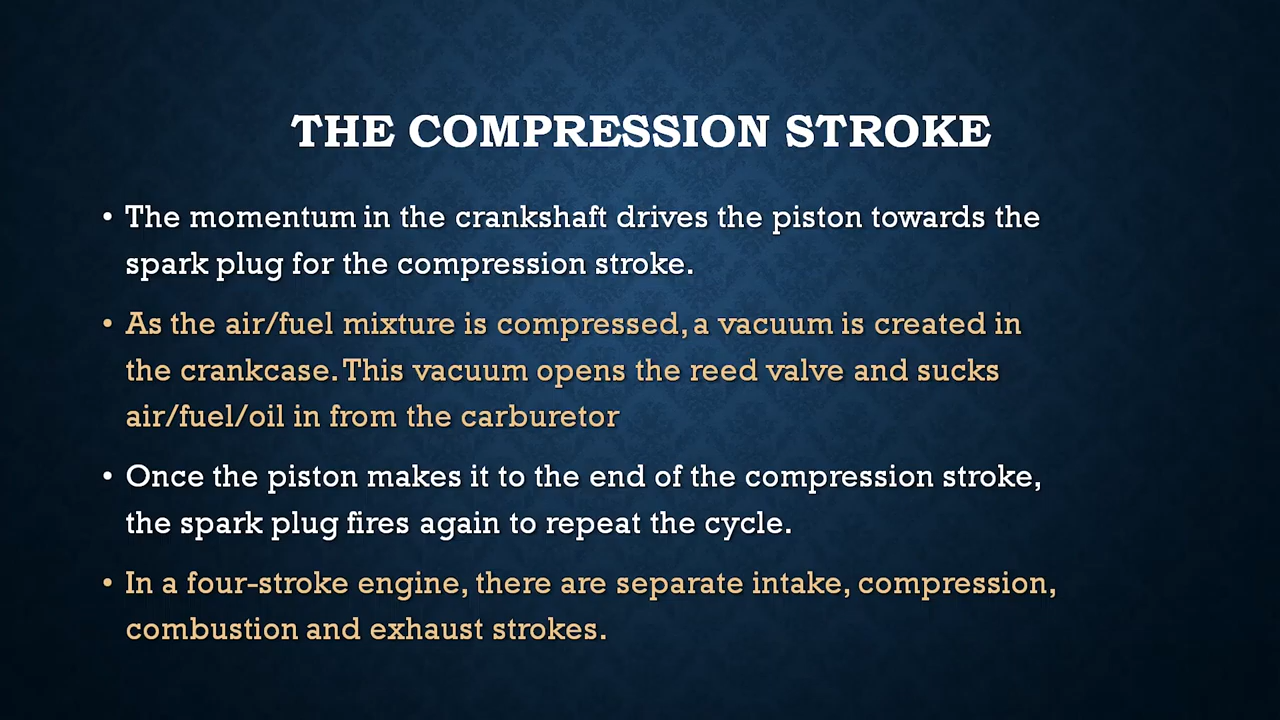 THE COMPRESSION STROKE
• The momentum in the crankshaft drives the piston towards the
spark plug for the compression stroke.
• As the air/fuel mixture is compressed, a vacuum is created in
the crankcase. This vacuum opens the reed valve and sucks
air/fuel/oil in from the carburetor
• Once the piston makes it to the end of the compression stroke,
the spark plug fires again to repeat the cycle.
• In a four-stroke engine, there are separate intake, compression,
combustion and exhaust strokes.